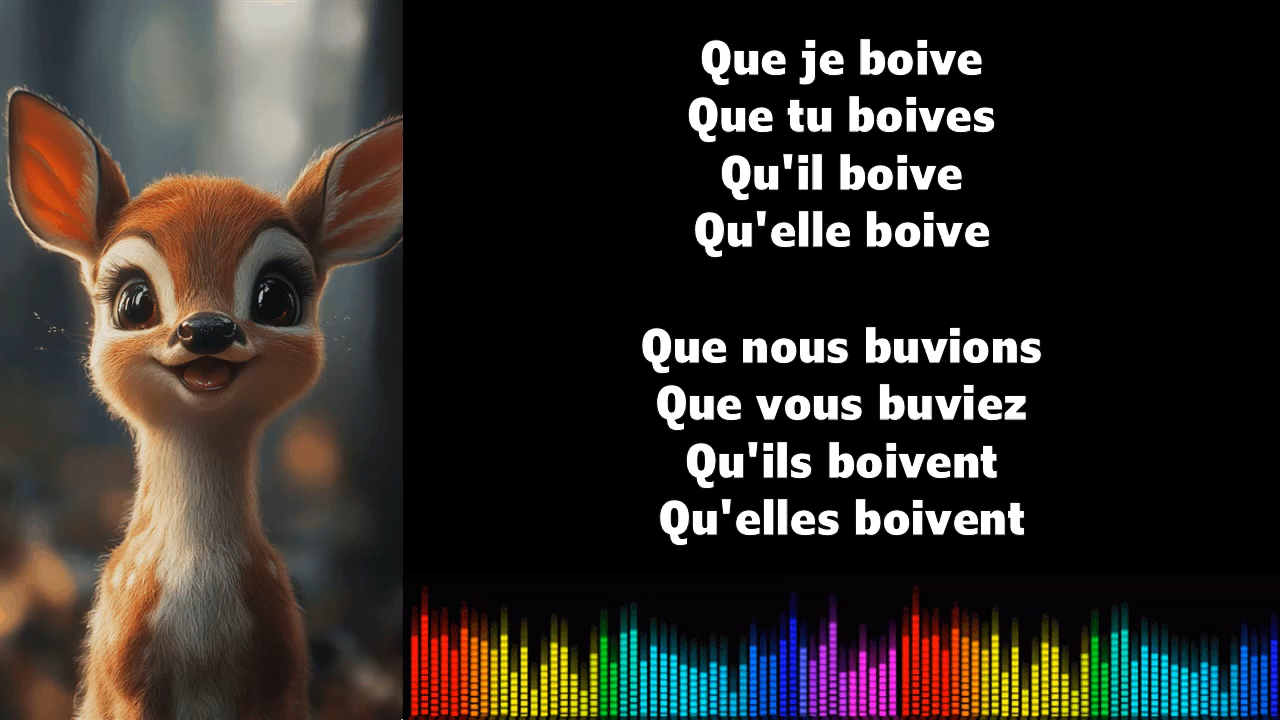 Que je boive
Que tu boives
Qu'il boive
Qu'elle boive
Que nous buvions
Que vous buviez
Qu'ils boivent
Qu'elles boivent